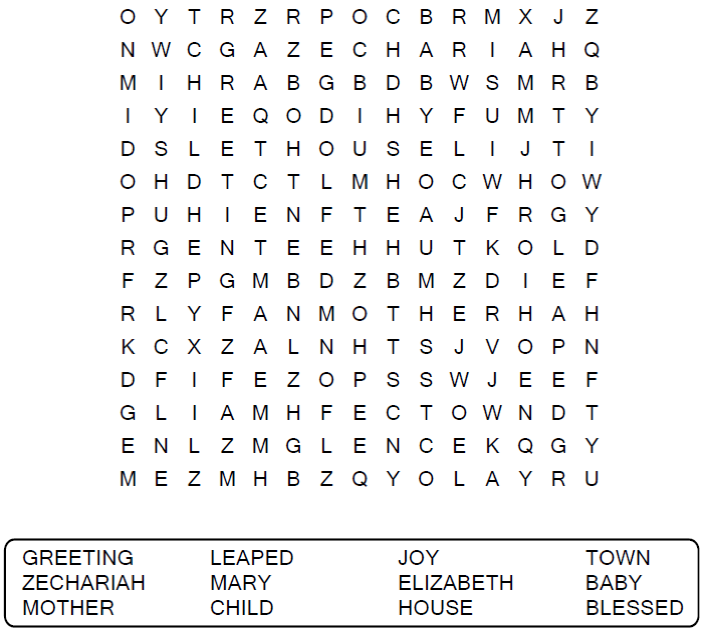 O Y T R Z R P O C B R M X J Z
N W C G A Z E C H A R I A H Q
M I H R A B G B D B W S M R B
I Y I E Q O D I H Y F U M T Y
D S L E T H O U S E L I J T I
O H D T C T L M H O C W H O W
P U H I E N F T E A J F R G Y
R G E N T E E H H U T K O L D
F Z P G M B D Z B M Z D I E F
R L Y F A N M O T H E R H A H
K C X Z A L N H T S J V O P N
D F I F E Z O P S S W J E E F
G L I A M H F E C T O W N D T
E N L Z M G L E N C E K Q G Y
M E Z M H B Z Q Y O L A Y R U
GREETING LEAPED JOY TOWN
ZECHARIAH MARY ELIZABETH BABY
MOTHER CHILD HOUSE BLESSED